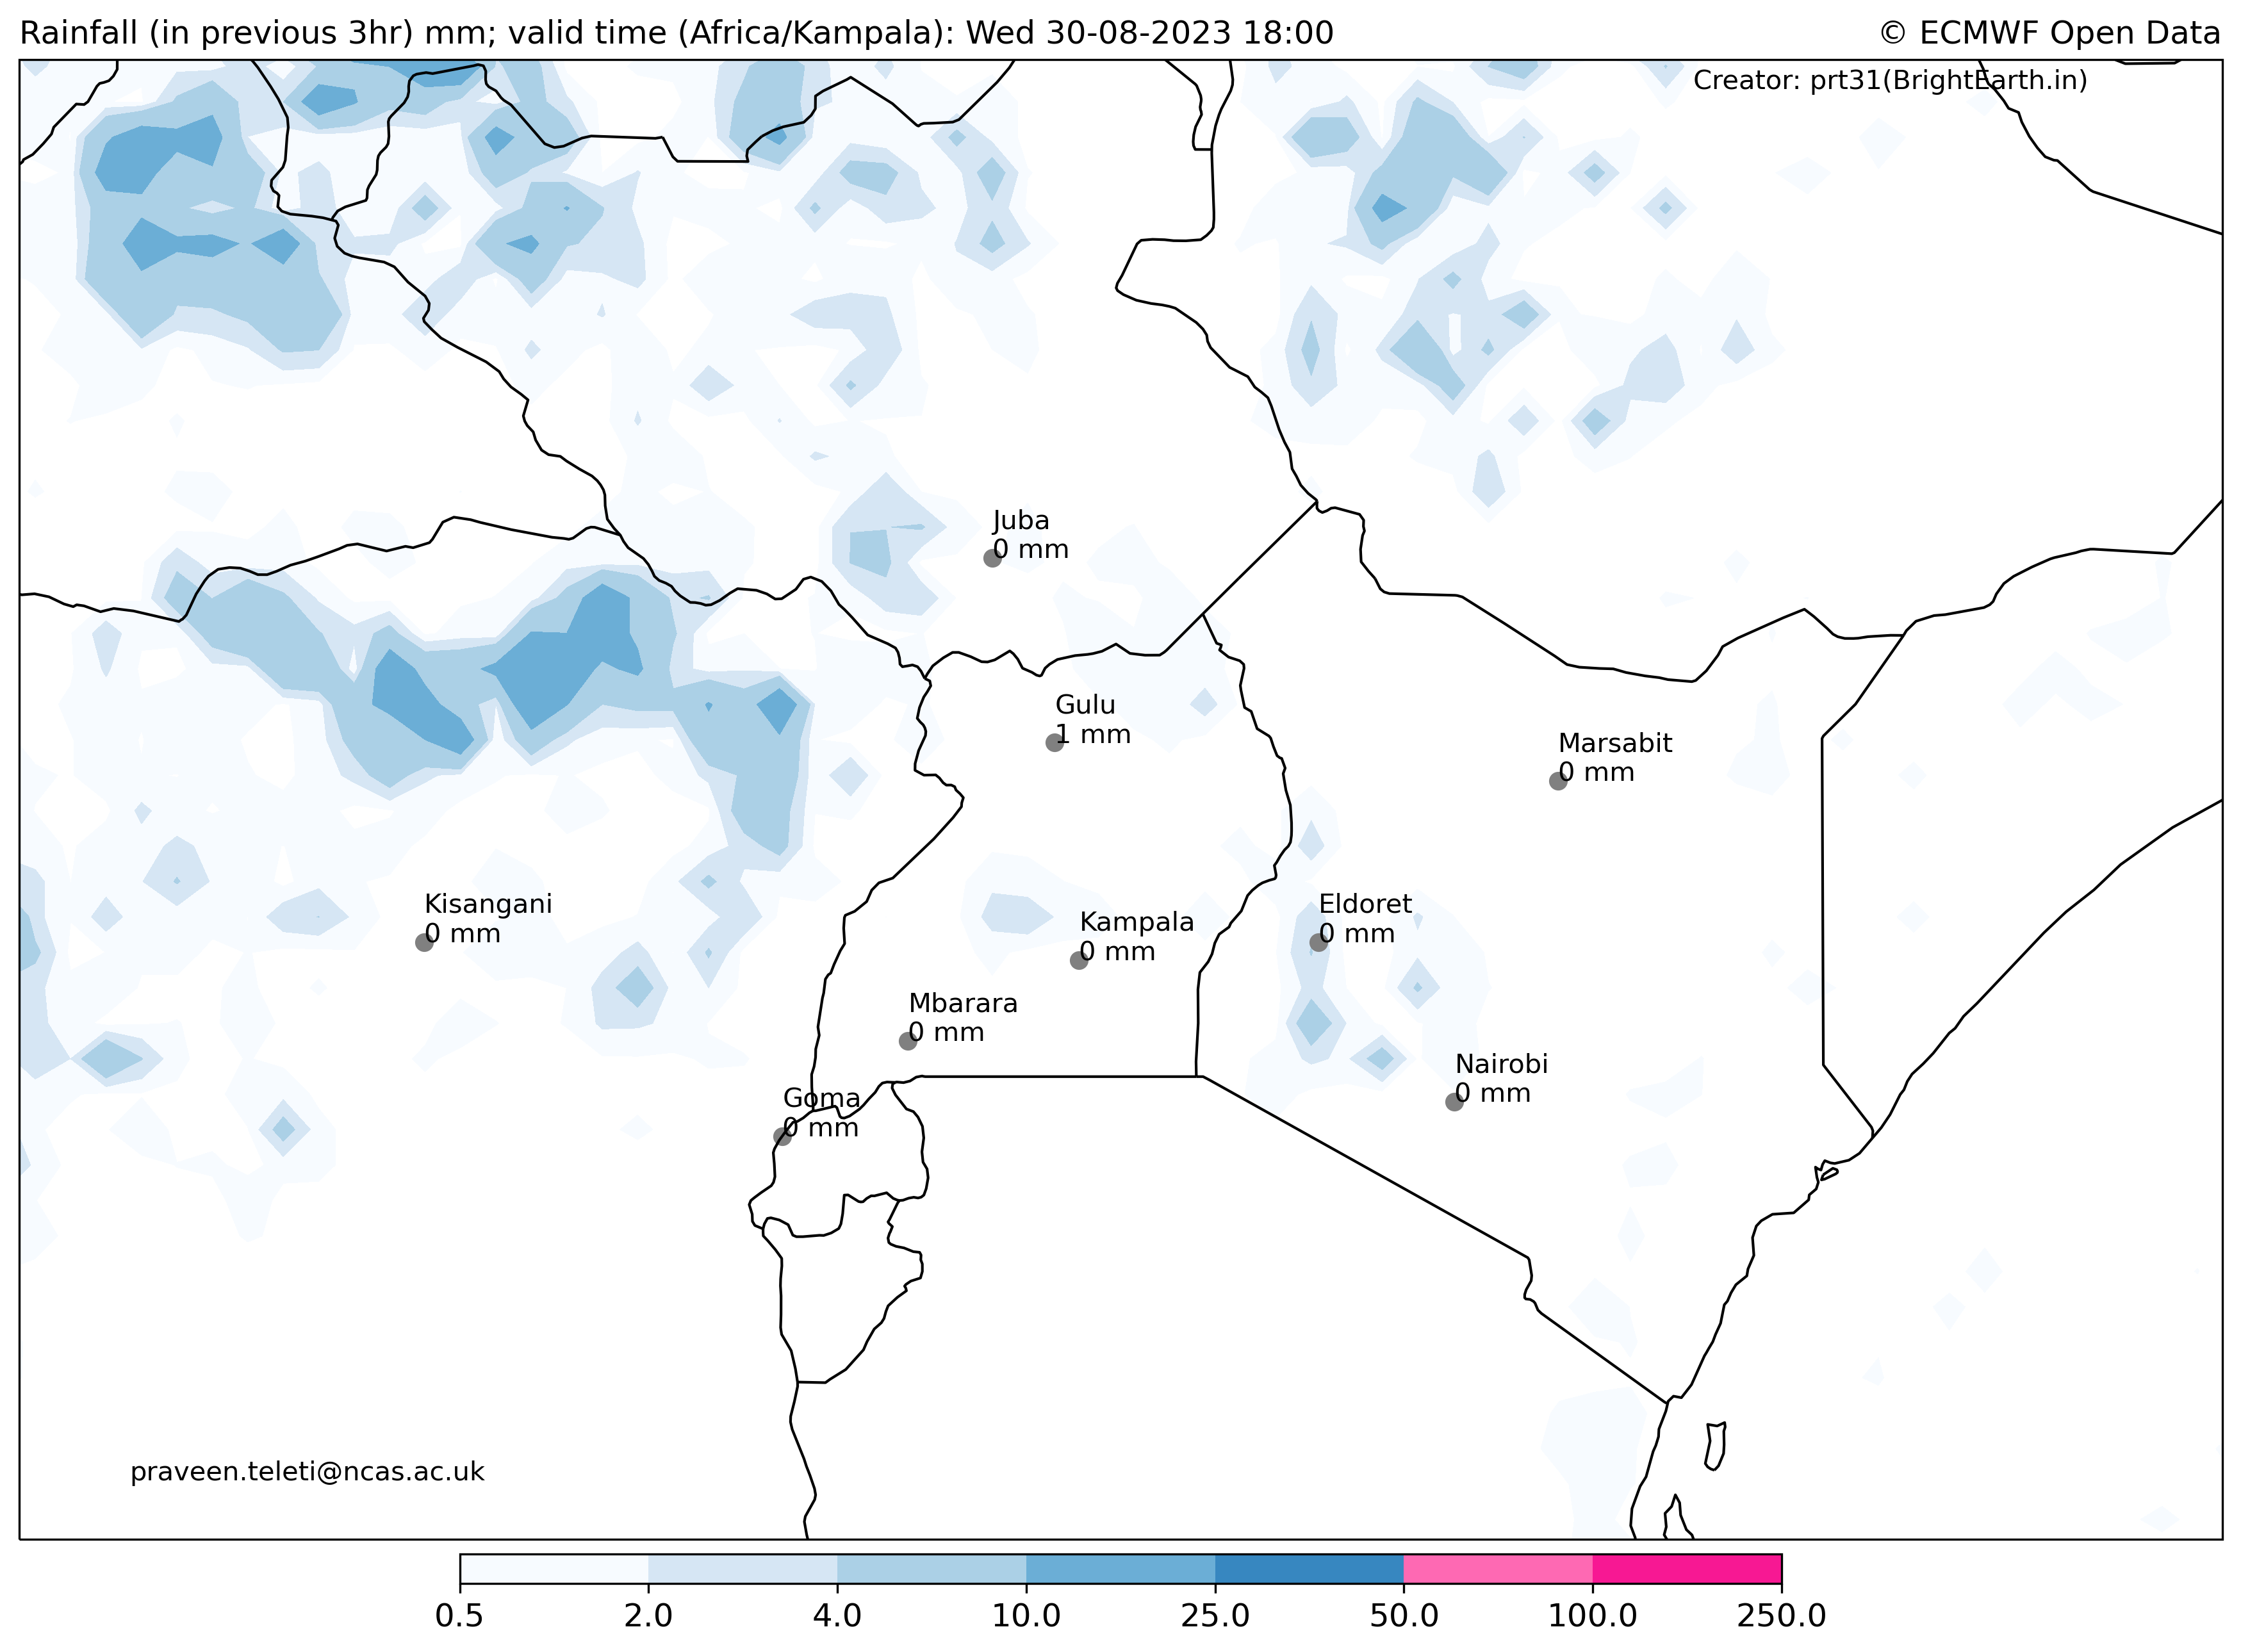 Rainfall (in previous 3hr) mm; valid time (Africa/Kampala): Wed 30-08-2023 18:00
© ECMWF Open Data
Creator: prt31(BrightEarth.in)
Juba
0 mm
Gulu
1 mm
Marsabit
0 mm
Kisangani
0 mm
Eldoret
0 mm
Kampala
0 mm
Mbarara
0 mm
Nairobi
0 mm
Goma
0 mm
praveen.teleti@ncas.ac.uk
0.5 2.0 4.0 10.0 25.0 50.0 100.0 250.0